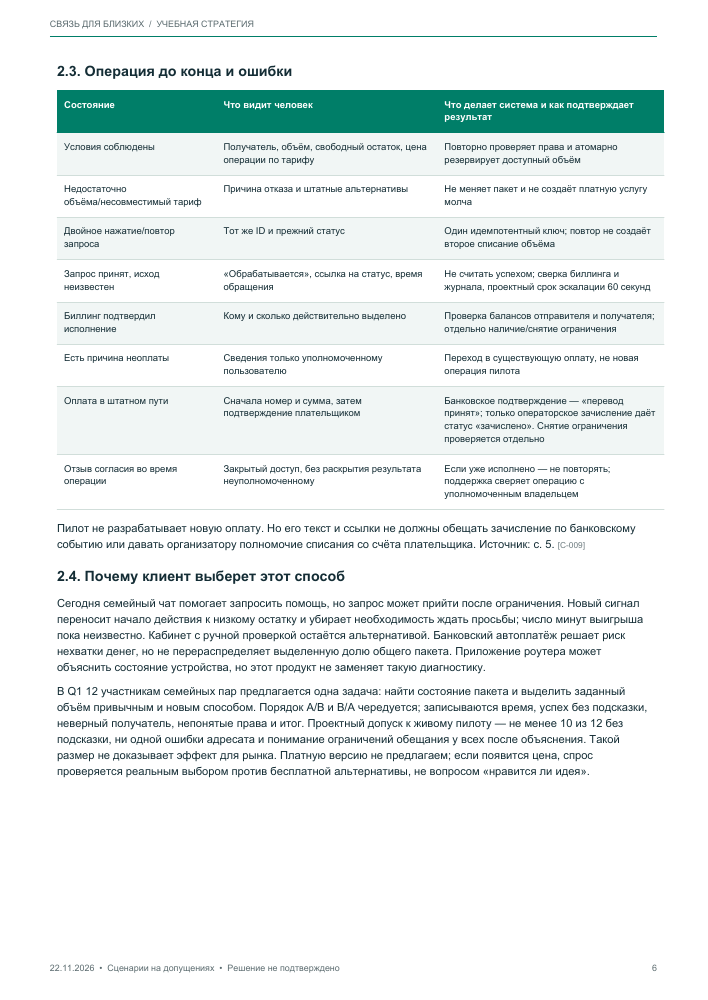 СВЯЗЬ ДЛЯ БЛИЗКИХ / УЧЕБНАЯ СТРАТЕГИЯ
2.3. Операция до конца и ошибки
Состояние
Что видит человек
Что делает система и как подтверждает
результат
Условия соблюдены
Получатель, объём, свободный остаток, цена
операции по тарифу
Повторно проверяет права и атомарно
резервирует доступный объём
Недостаточно
объёма/несовместимый тариф
Причина отказа и штатные альтернативы
Не меняет пакет и не создаёт платную услугу
молча
Двойное нажатие/повтор
запроса
Тот же ID и прежний статус
Один идемпотентный ключ; повтор не создаёт
второе списание объёма
Запрос принят, исход
неизвестен
«Обрабатывается», ссылка на статус, время
обращения
Не считать успехом; сверка биллинга и
журнала, проектный срок эскалации 60 секунд
Биллинг подтвердил
исполнение
Кому и сколько действительно выделено
Проверка балансов отправителя и получателя;
отдельно наличие/снятие ограничения
Есть причина неоплаты
Сведения только уполномоченному
пользователю
Переход в существующую оплату, не новая
операция пилота
Оплата в штатном пути
Сначала номер и сумма, затем
подтверждение плательщиком
Банковское подтверждение — «перевод
принят»; только операторское зачисление даёт
статус «зачислено». Снятие ограничения
проверяется отдельно
Отзыв согласия во время
операции
Закрытый доступ, без раскрытия результата
неуполномоченному
Если уже исполнено — не повторять;
поддержка сверяет операцию с
уполномоченным владельцем
Пилот не разрабатывает новую оплату. Но его текст и ссылки не должны обещать зачисление по банковскому
событию или давать организатору полномочие списания со счёта плательщика. Источник: с. 5. [C-009]
2.4. Почему клиент выберет этот способ
Сегодня семейный чат помогает запросить помощь, но запрос может прийти после ограничения. Новый сигнал
переносит начало действия к низкому остатку и убирает необходимость ждать просьбы; число минут выигрыша
пока неизвестно. Кабинет с ручной проверкой остаётся альтернативой. Банковский автоплатёж решает риск
нехватки денег, но не перераспределяет выделенную долю общего пакета. Приложение роутера может
объяснить состояние устройства, но этот продукт не заменяет такую диагностику.
В Q1 12 участникам семейных пар предлагается одна задача: найти состояние пакета и выделить заданный
объём привычным и новым способом. Порядок A/B и B/A чередуется; записываются время, успех без подсказки,
неверный получатель, непонятые права и итог. Проектный допуск к живому пилоту — не менее 10 из 12 без
подсказки, ни одной ошибки адресата и понимание ограничений обещания у всех после объяснения. Такой
размер не доказывает эффект для рынка. Платную версию не предлагаем; если появится цена, спрос
проверяется реальным выбором против бесплатной альтернативы, не вопросом «нравится ли идея».
22.11.2026 • Сценарии на допущениях • Решение не подтверждено
6